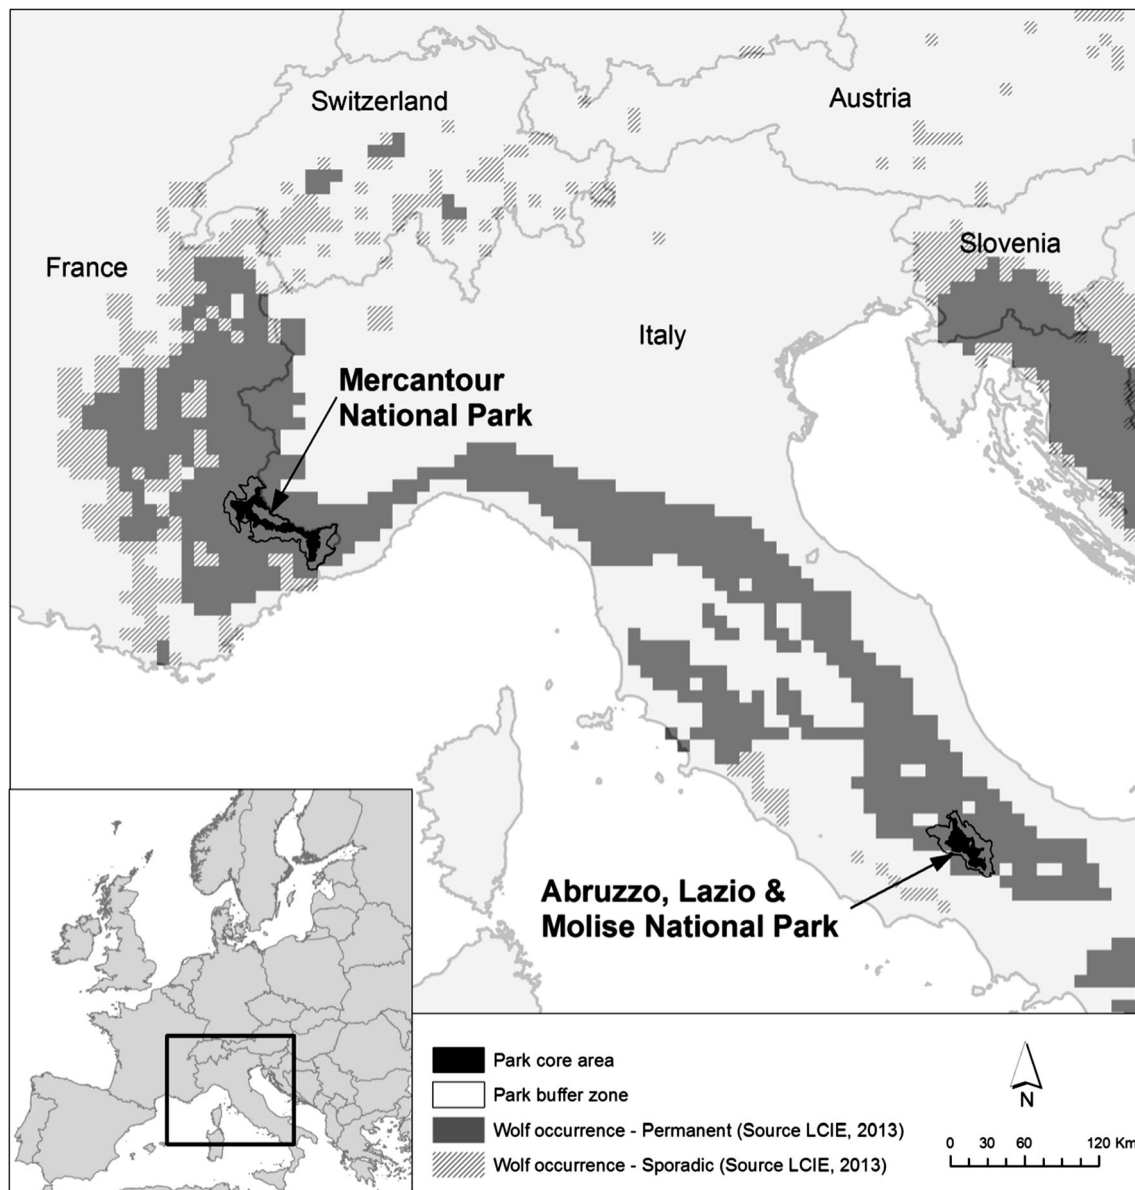 Switzerland
Austria
France
Slovenia
Italy
Mercantour
National Park
Abruzzo, Lazio &
Molise National Park
Park core area
Park buffer zone
Wolf occurrence - Permanent (Source LCIE, 2013)
Wolf occurrence - Sporadic (Source LCIE, 2013)
N
0 30 60 120 Km